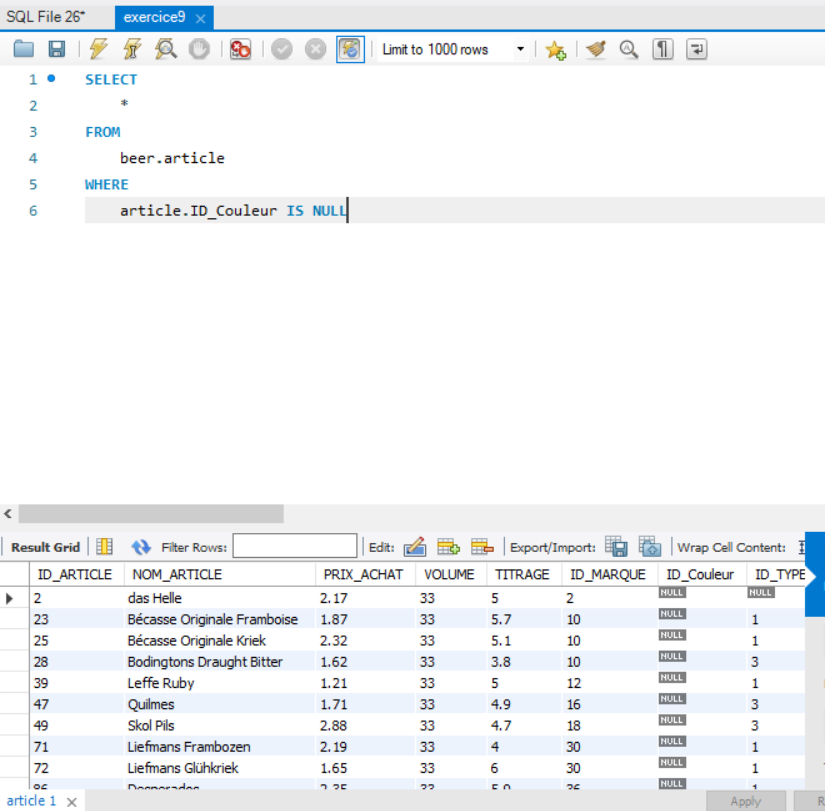 SQL File 26* exercice9
Limit to 1000 rows
1 SELECT
2 *
3 FROM
4 beer.article
5 WHERE
6 article.ID_Couleur IS NULL
Result Grid Filter Rows: Edit: Export/Import: Wrap Cell Content:
ID_ARTICLE NOM_ARTICLE PRIX_ACHAT VOLUME TITRAGE ID_MARQUE ID_Couleur ID_TYPE
2 das Helle 2.17 33 5 2 NULL NULL
23 Bécasse Originale Framboise 1.87 33 5.7 10 NULL 1
25 Bécasse Originale Kriek 2.32 33 5.1 10 NULL 1
28 Bodingtons Draught Bitter 1.62 33 3.8 10 NULL 3
39 Leffe Ruby 1.21 33 5 12 NULL 1
47 Quilmes 1.71 33 4.9 16 NULL 3
49 Skol Pils 2.88 33 4.7 18 NULL 3
71 Liefmans Frambozen 2.19 33 4 30 NULL 1
72 Liefmans Glühkriek 1.65 33 6 30 NULL 1
Desperados NULL
article 1 Apply R